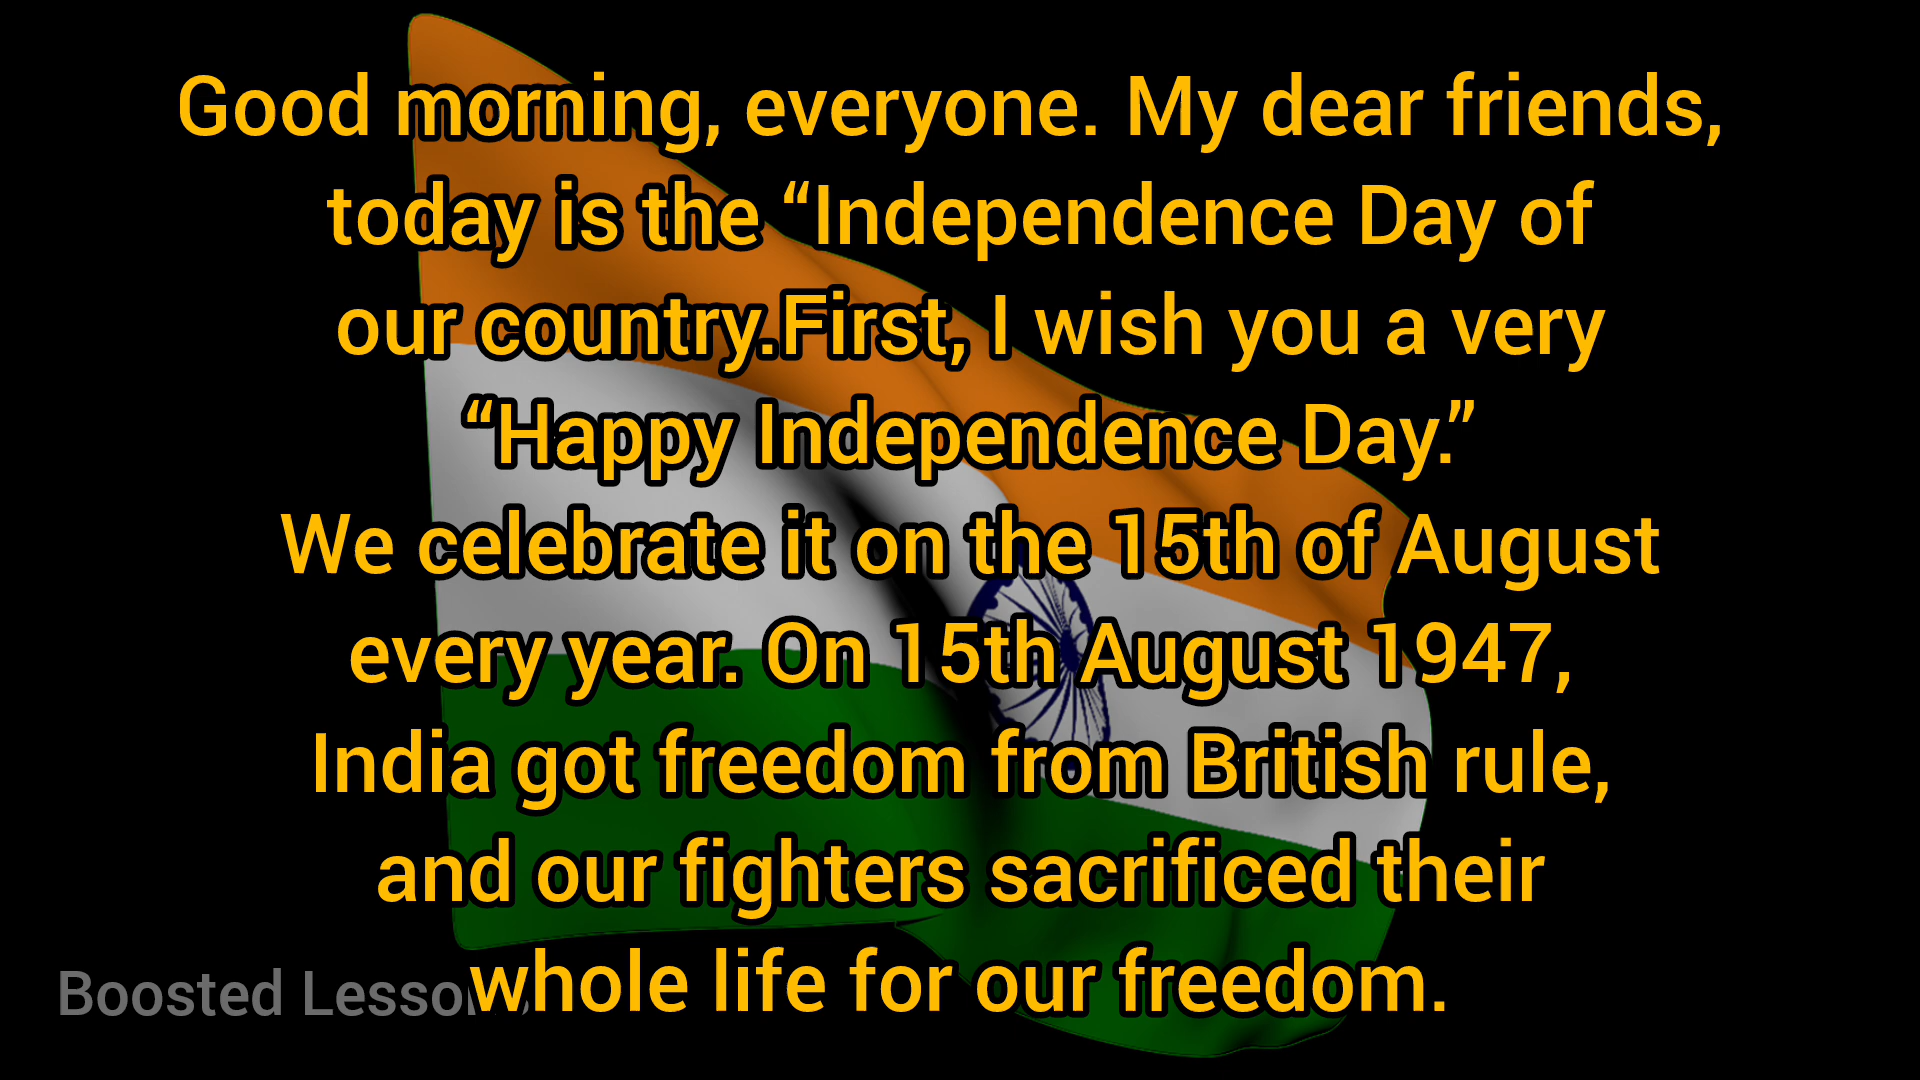 Good morning, everyone. My dear friends,
today is the “Independence Day of
our country.First, I wish you a very
“Happy Independence Day.”
We celebrate it on the 15th of August
every year. On 15th August 1947,
India got freedom from British rule,
and our fighters sacrificed their
whole life for our freedom.
Boosted Lessons